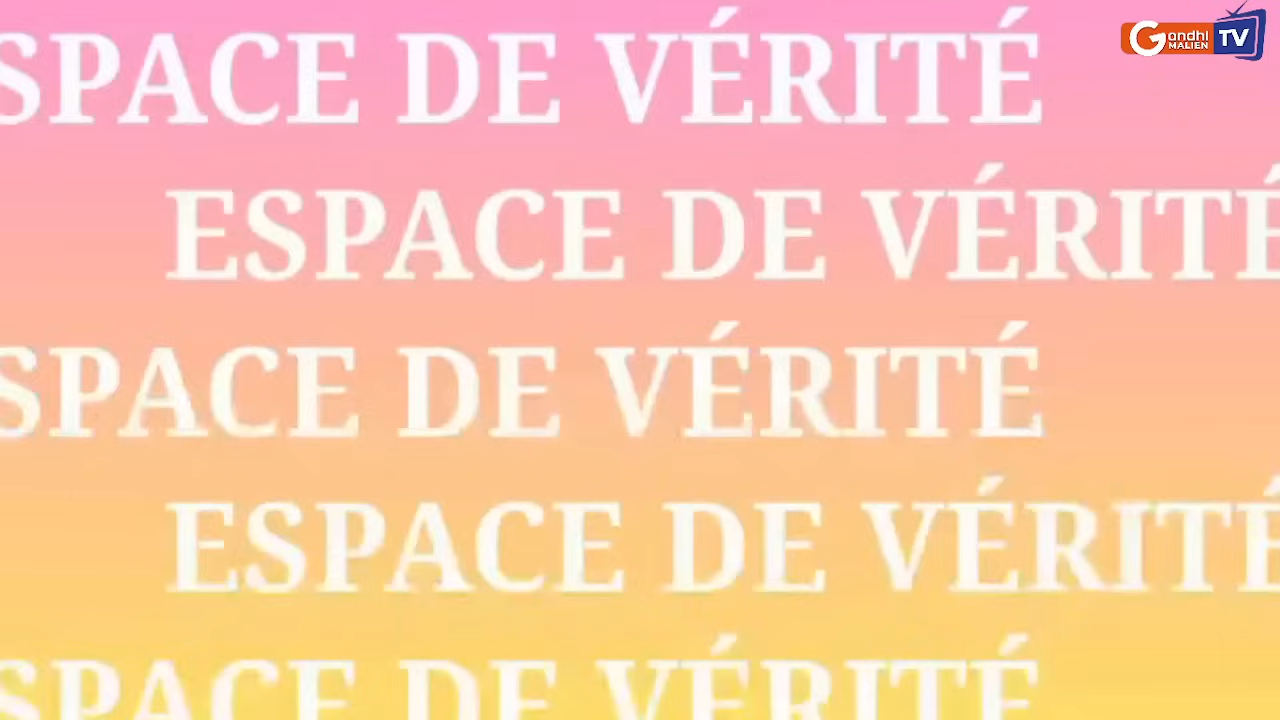 SPACE DE VÉRITÉ
Gandhi
MALIEN
TV
ESPACE DE VÉRITÉ
SPACE DE VÉRITÉ
ESPACE DE VÉRITÉ
SPACE DE VÉRITÉ